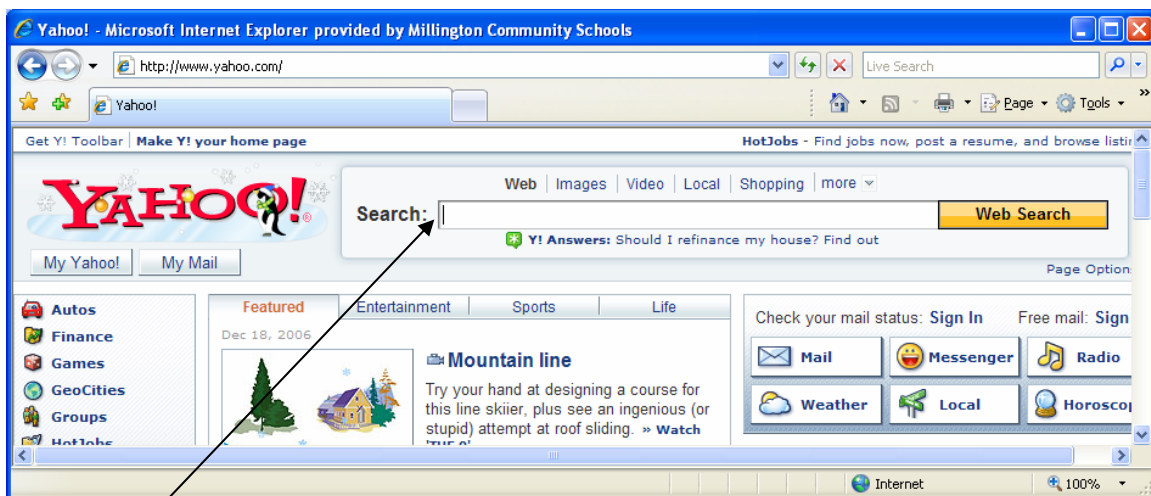 Yahoo! - Microsoft Internet Explorer provided by Millington Community Schools
http://www.yahoo.com/
Live Search
Yahoo!
Page Tools »
Get Y! Toolbar | Make Y! your home page
HotJobs - Find jobs now, post a resume, and browse listin
YAHOO!
Web | Images | Video | Local | Shopping | more
Search:
Web Search
Y! Answers: Should I refinance my house? Find out
My Yahoo! My Mail
Page Option
Autos
Finance
Games
GeoCities
Groups
HotJobs
Featured Entertainment Sports Life
Dec 18, 2006
Mountain line
Try your hand at designing a course for
this line skiier, plus see an ingenious (or
stupid) attempt at roof sliding. » Watch
'THE 9'
Check your mail status: Sign In Free mail: Sign
Mail Messenger Radio
Weather Local Horoscop
Internet 100%